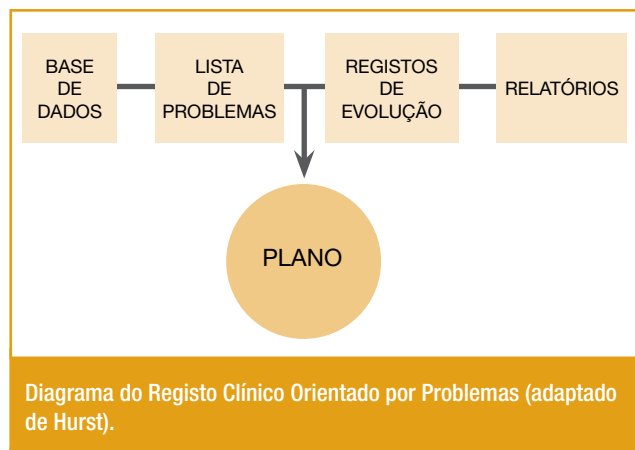 BASE
DE
DADOS
LISTA
DE
PROBLEMAS
REGISTOS
DE
EVOLUÇÃO
RELATÓRIOS
PLANO
Diagrama do Registo Clínico Orientado por Problemas (adaptado
de Hurst).